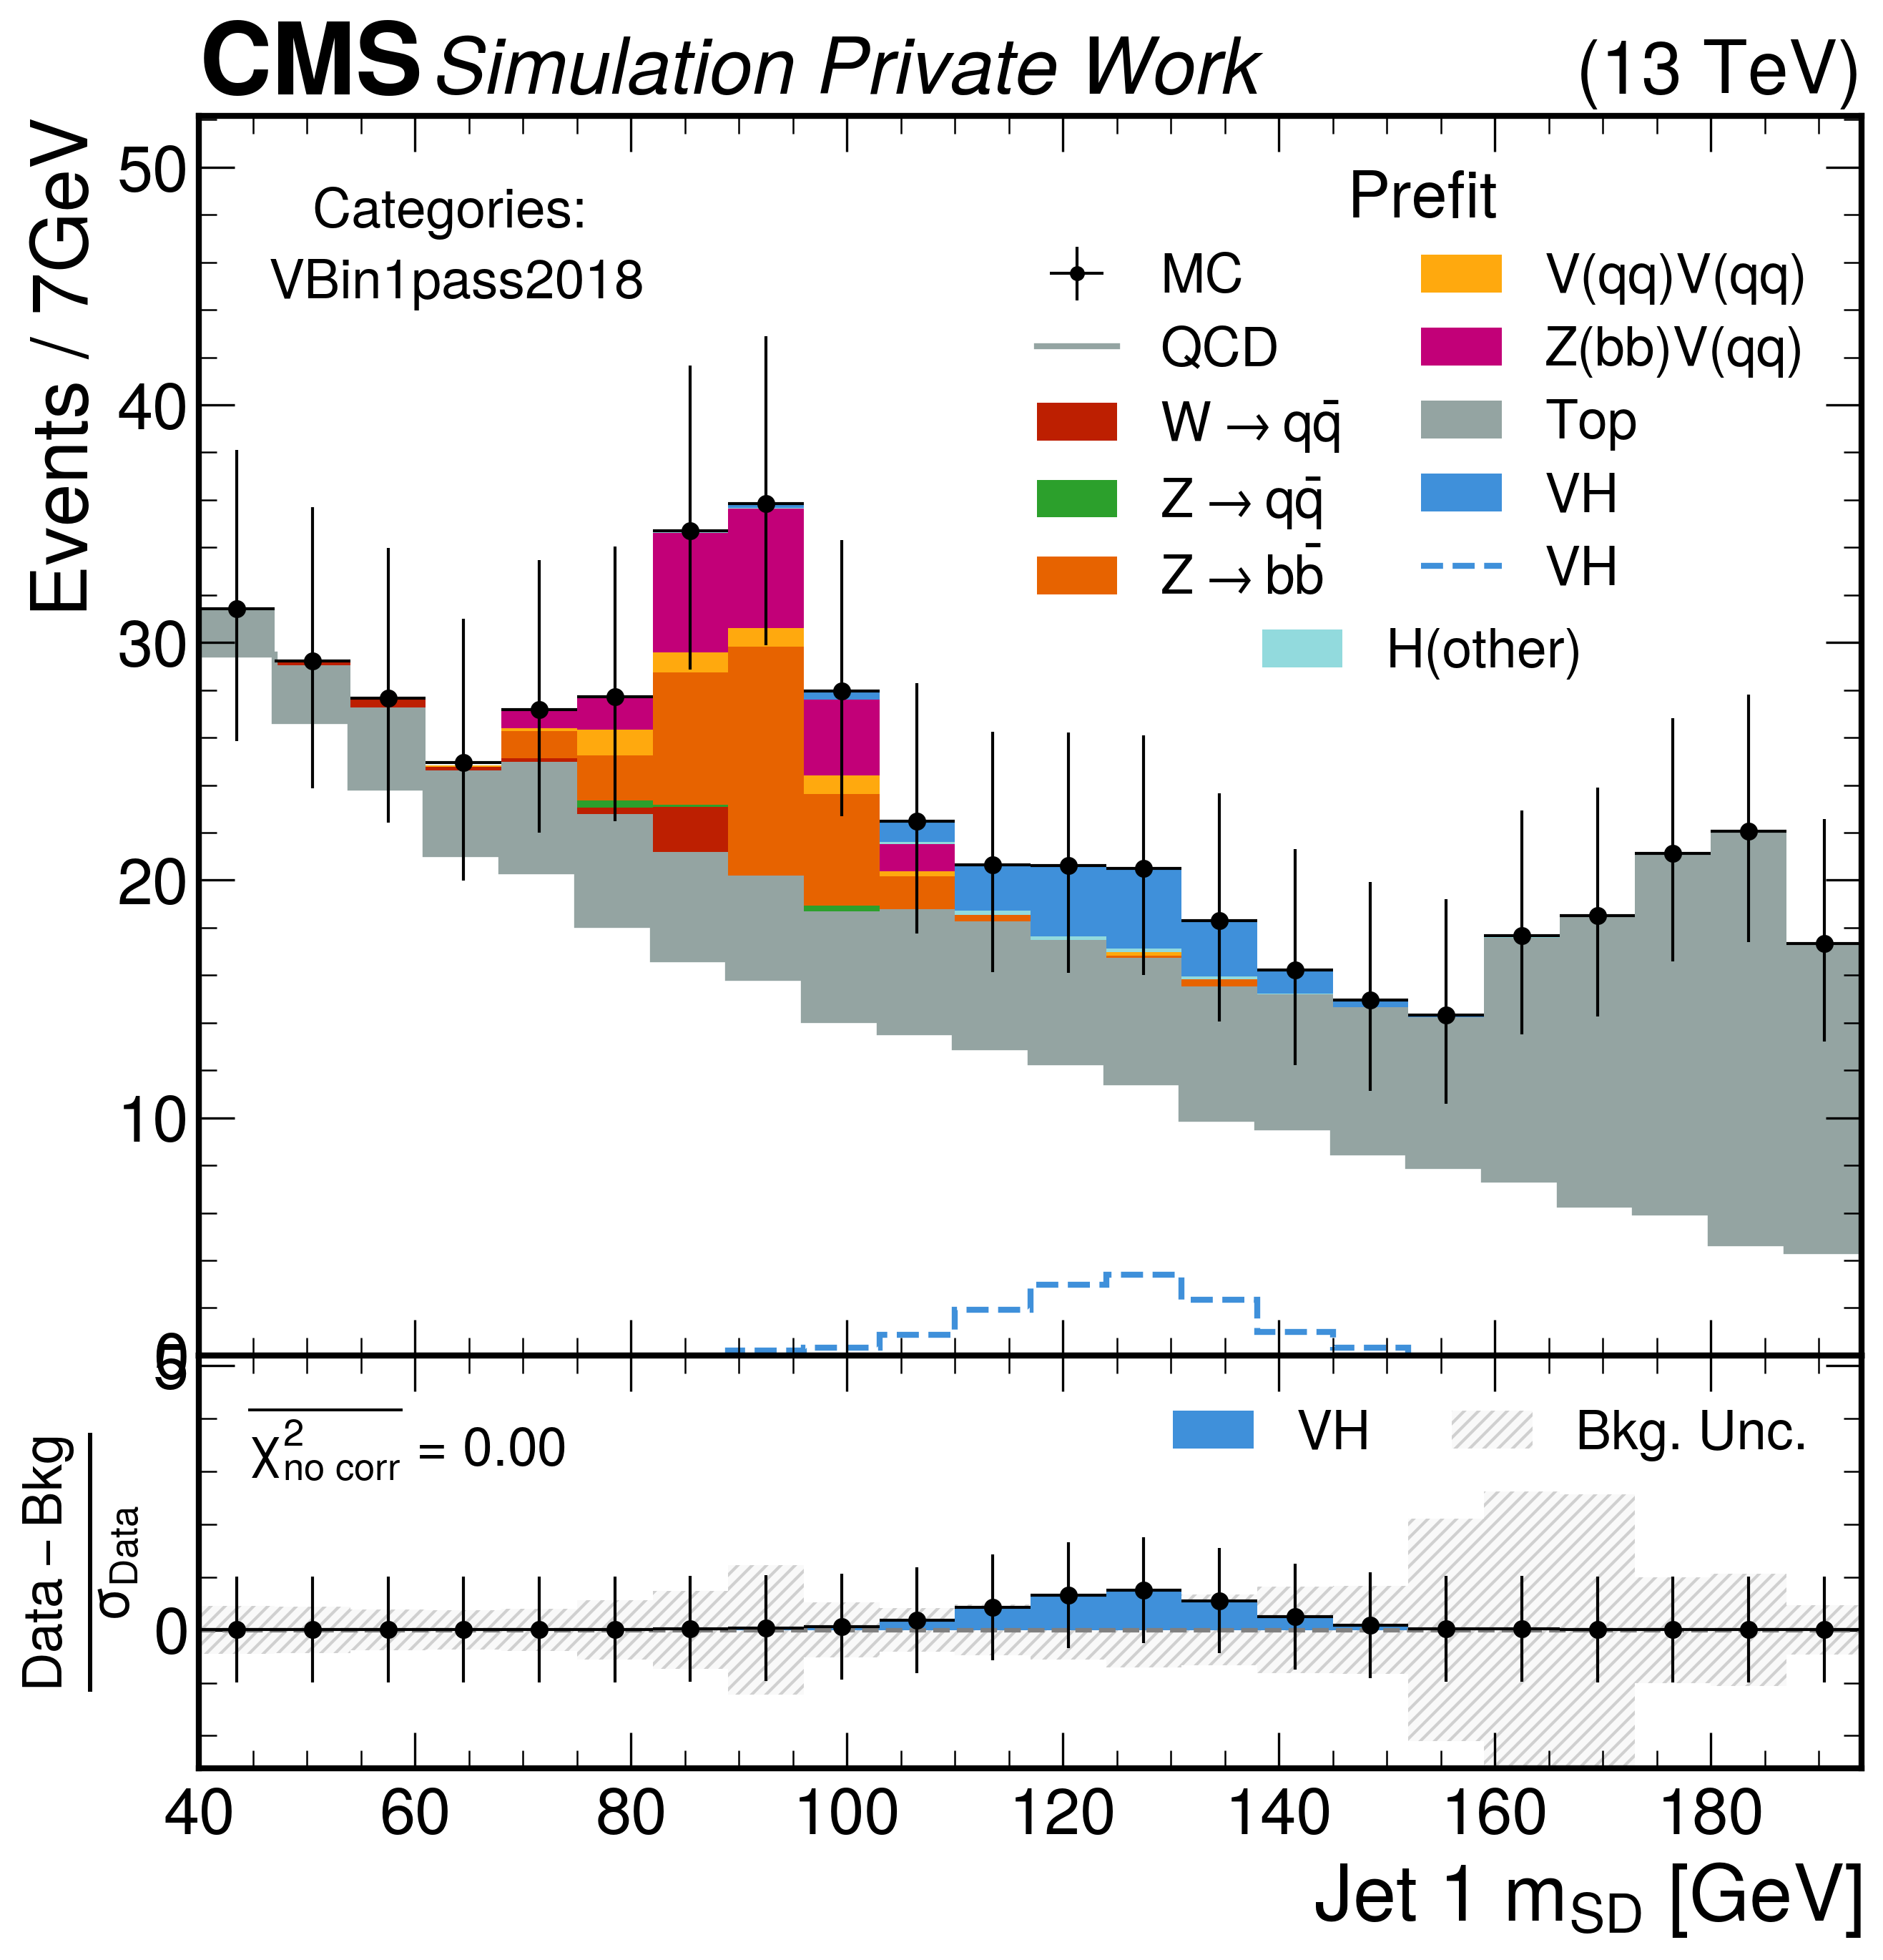 CMS Simulation Private Work (13 TeV)
Events / 7GeV
50
40
30
20
10
0
Categories:
VBin1pass2018
Prefit
MC
QCD
W → qq̄
Z → qq̄
Z → bb̄
V(qq)V(qq)
Z(bb)V(qq)
Top
VH
VH
H(other)
Data − Bkg
σData
5
0
χ²no corr = 0.00
VH
Bkg. Unc.
40 60 80 100 120 140 160 180
Jet 1 mSD [GeV]